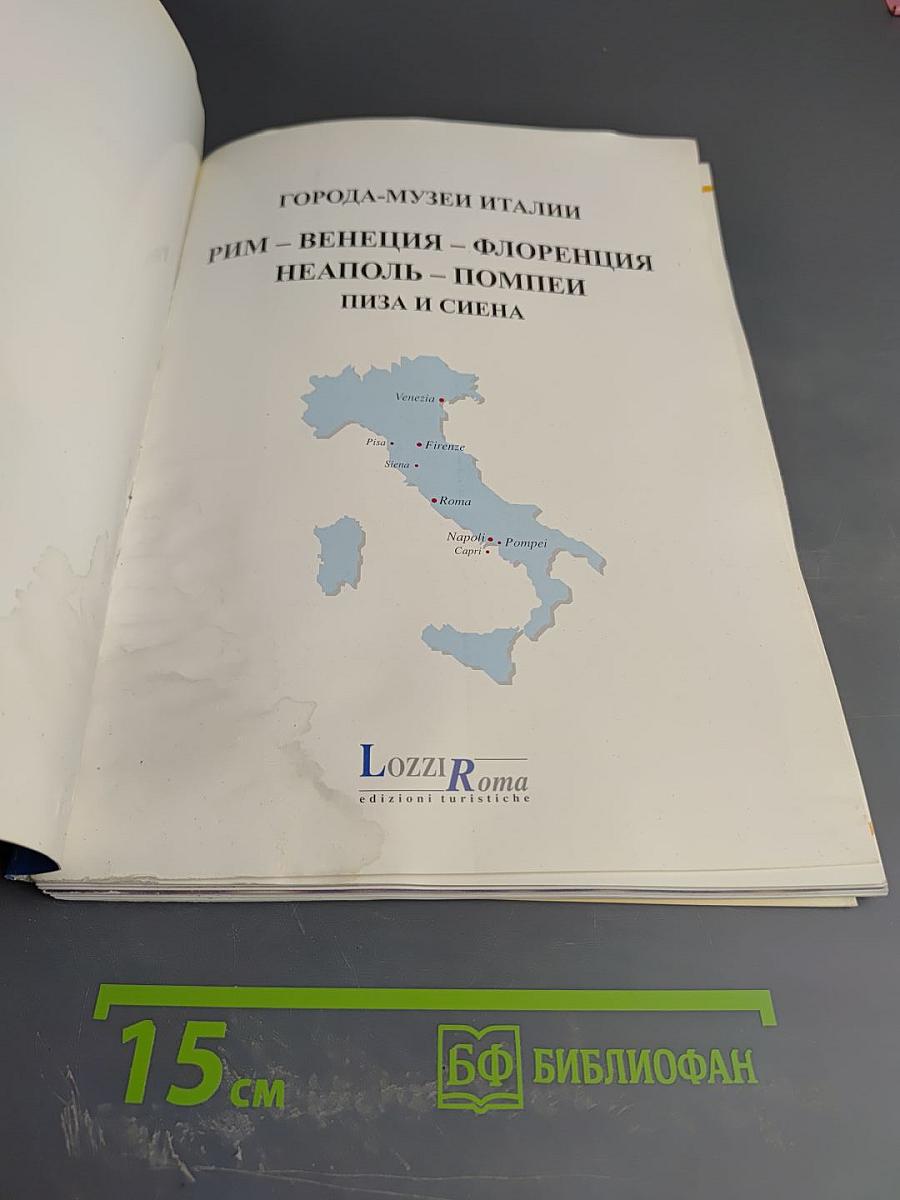 ГОРОДА-МУЗЕИ ИТАЛИИ
РИМ – ВЕНЕЦИЯ – ФЛОРЕНЦИЯ
НЕАПОЛЬ – ПОМПЕИ
ПИЗА И СИЕНА
Venezia
Pisa
Firenze
Siena
Roma
Napoli
Pompei
Capri
LOZZI Roma
edizioni turistiche
15 см
БФ БИБЛИОФАН